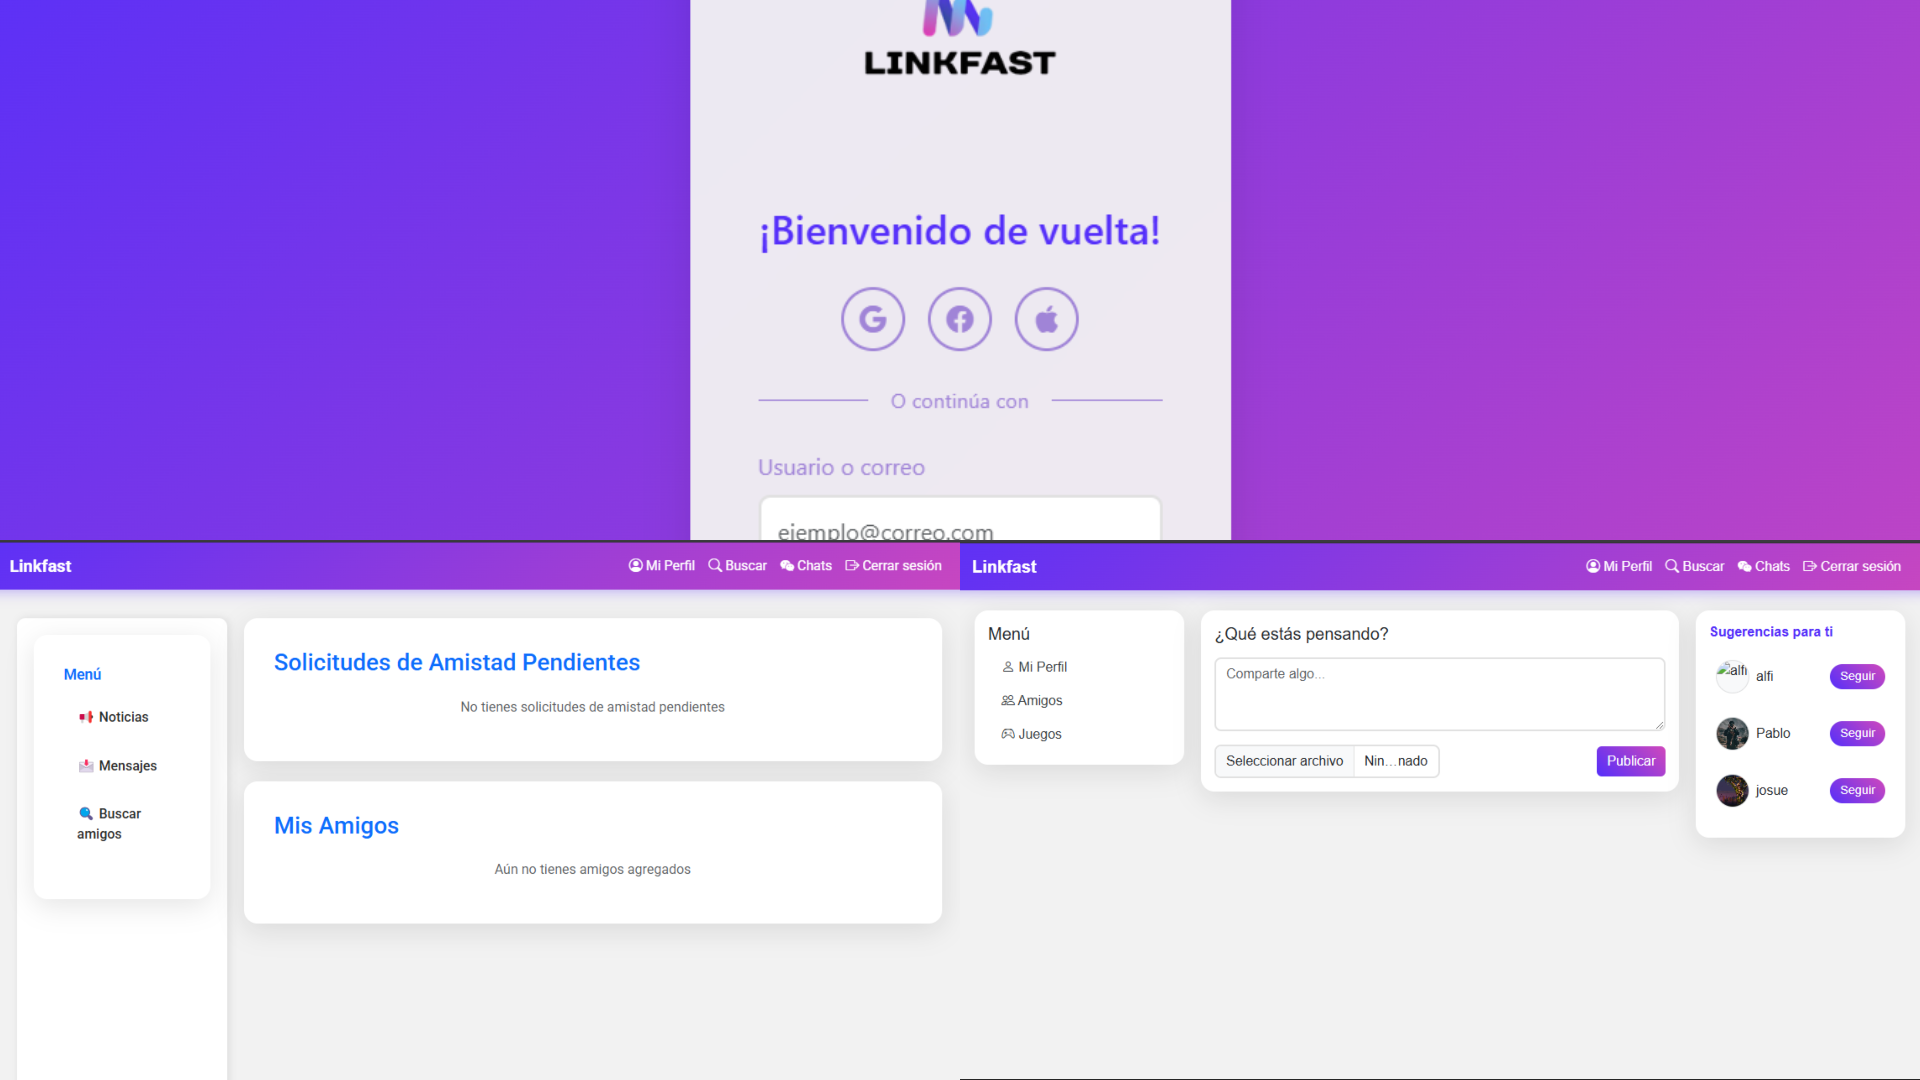 LINKFAST
¡Bienvenido de vuelta!
O continúa con
Usuario o correo
ejemplo@correo.com
Linkfast
Mi Perfil
Buscar
Chats
Cerrar sesión
Menú
Noticias
Mensajes
Buscar
amigos
Solicitudes de Amistad Pendientes
No tienes solicitudes de amistad pendientes
Mis Amigos
Aún no tienes amigos agregados
Linkfast
Mi Perfil
Buscar
Chats
Cerrar sesión
Menú
Mi Perfil
Amigos
Juegos
¿Qué estás pensando?
Comparte algo...
Seleccionar archivo
Nin...nado
Publicar
Sugerencias para ti
alfi
alfi
Seguir
Pablo
Seguir
josue
Seguir